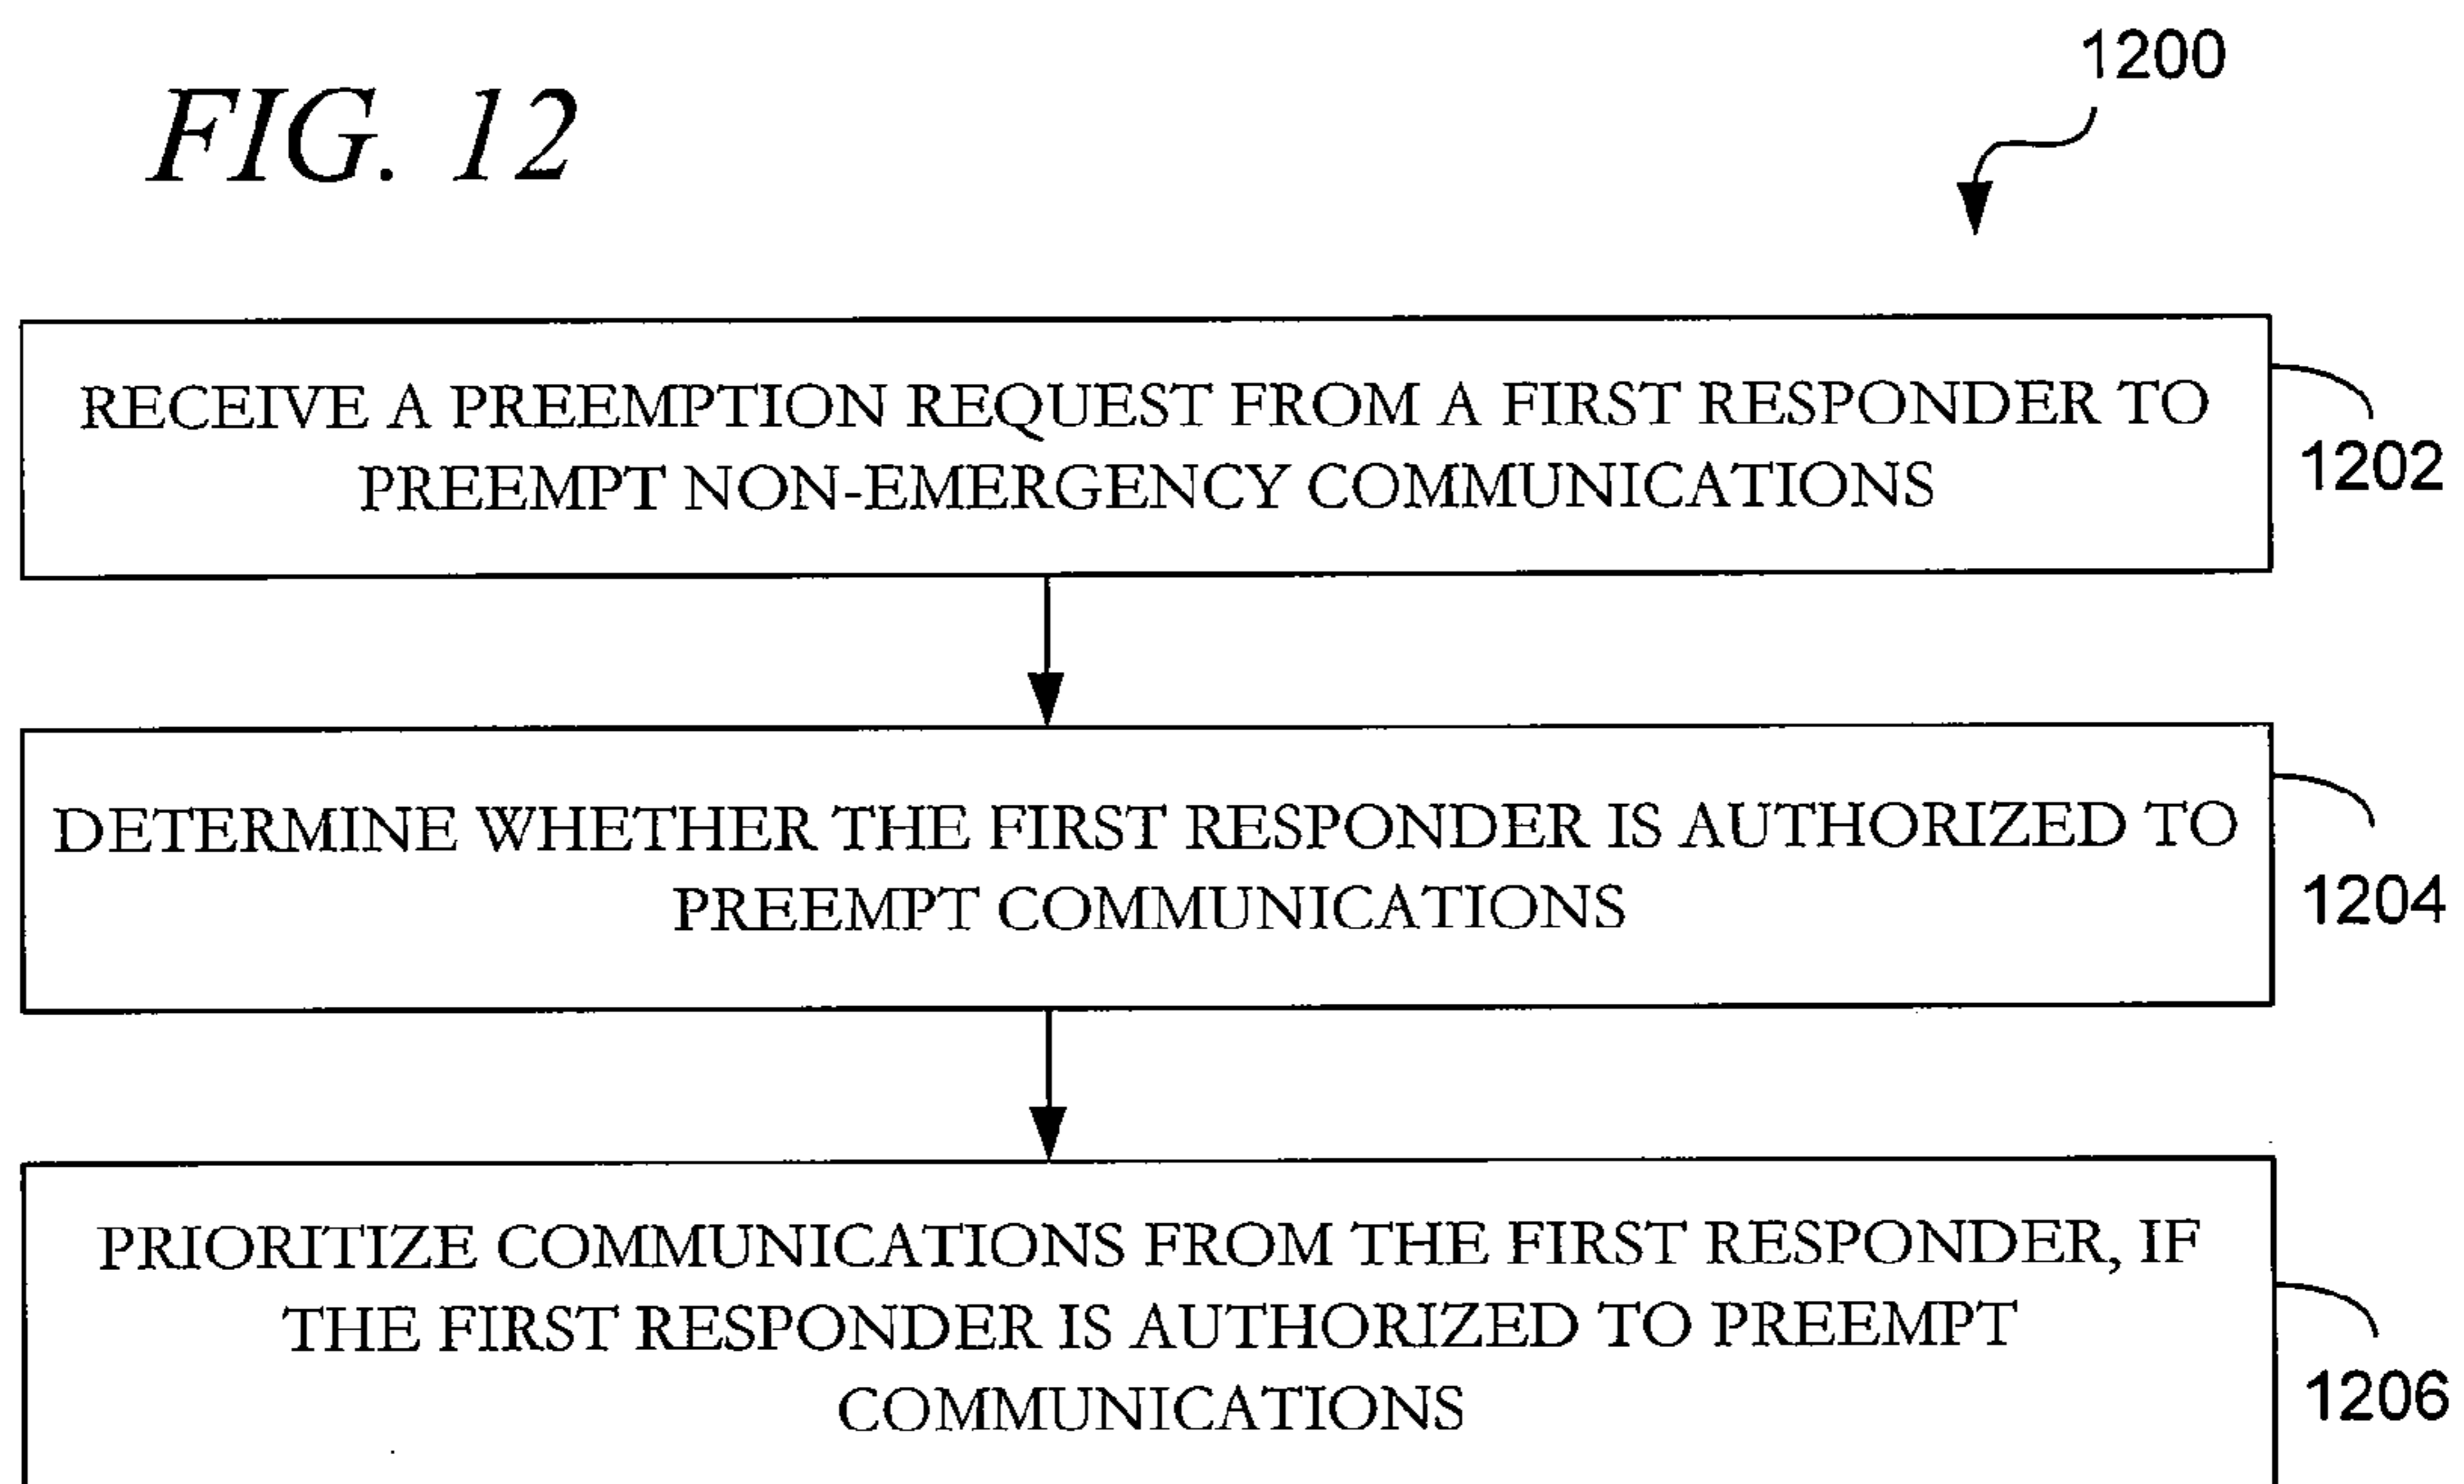 FIG. 12
1200
RECEIVE A PREEMPTION REQUEST FROM A FIRST RESPONDER TO
PREEMPT NON-EMERGENCY COMMUNICATIONS
1202
DETERMINE WHETHER THE FIRST RESPONDER IS AUTHORIZED TO
PREEMPT COMMUNICATIONS
1204
PRIORITIZE COMMUNICATIONS FROM THE FIRST RESPONDER, IF
THE FIRST RESPONDER IS AUTHORIZED TO PREEMPT
COMMUNICATIONS
1206